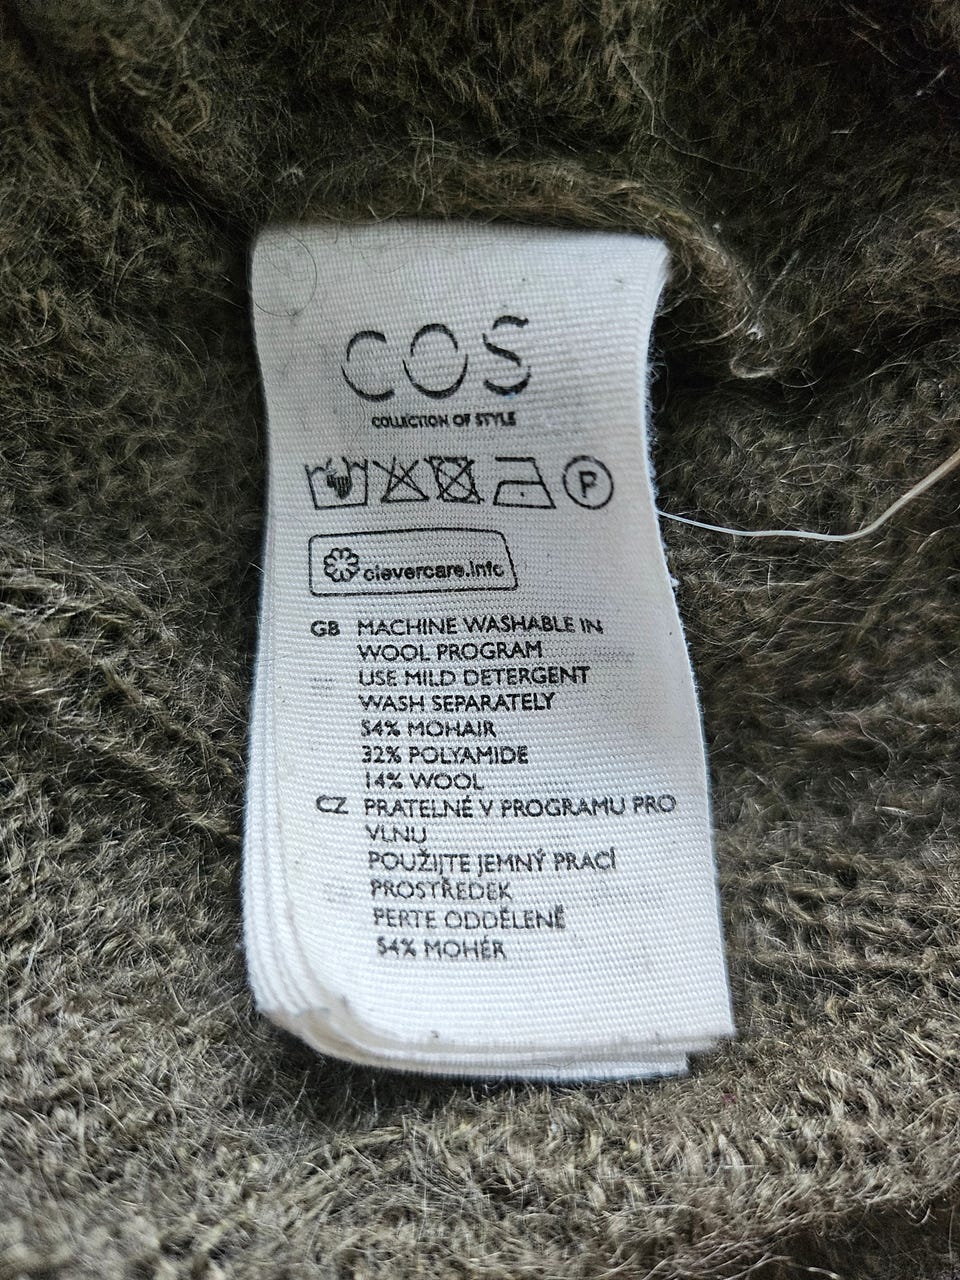 COS
COLLECTION OF STYLE
P
clevercare.info
GB MACHINE WASHABLE IN
WOOL PROGRAM
USE MILD DETERGENT
WASH SEPARATELY
54% MOHAIR
32% POLYAMIDE
14% WOOL
CZ PRATELNÉ V PROGRAMU PRO
VLNU
POUŽIJTE JEMNÝ PRACÍ
PROSTŘEDEK
PERTE ODDĚLENĚ
54% MOHÉR